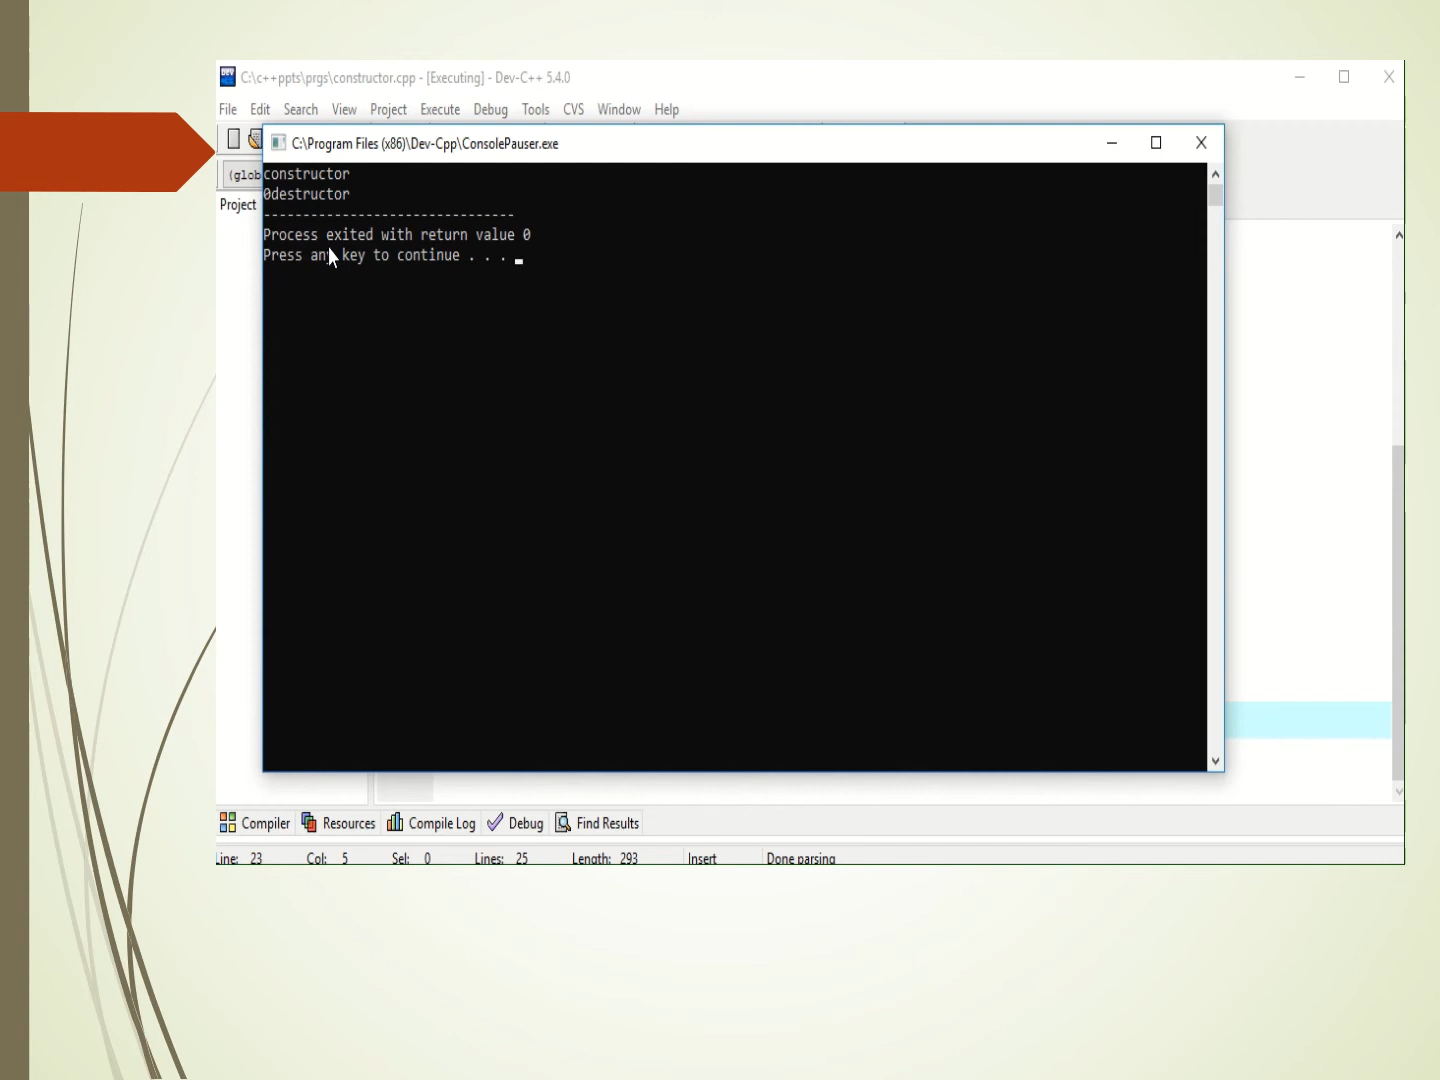 C:\c++ppts\prgs\constructor.cpp - [Executing] - Dev-C++ 5.4.0
File Edit Search View Project Execute Debug Tools CVS Window Help
C:\Program Files (x86)\Dev-Cpp\ConsolePauser.exe
(glob
constructor
0destructor
Project
--------------------------------
Process exited with return value 0
Press any key to continue . . .
Compiler Resources Compile Log Debug Find Results
Line: 23 Col: 5 Sel: 0 Lines: 25 Length: 293 Insert Done parsing